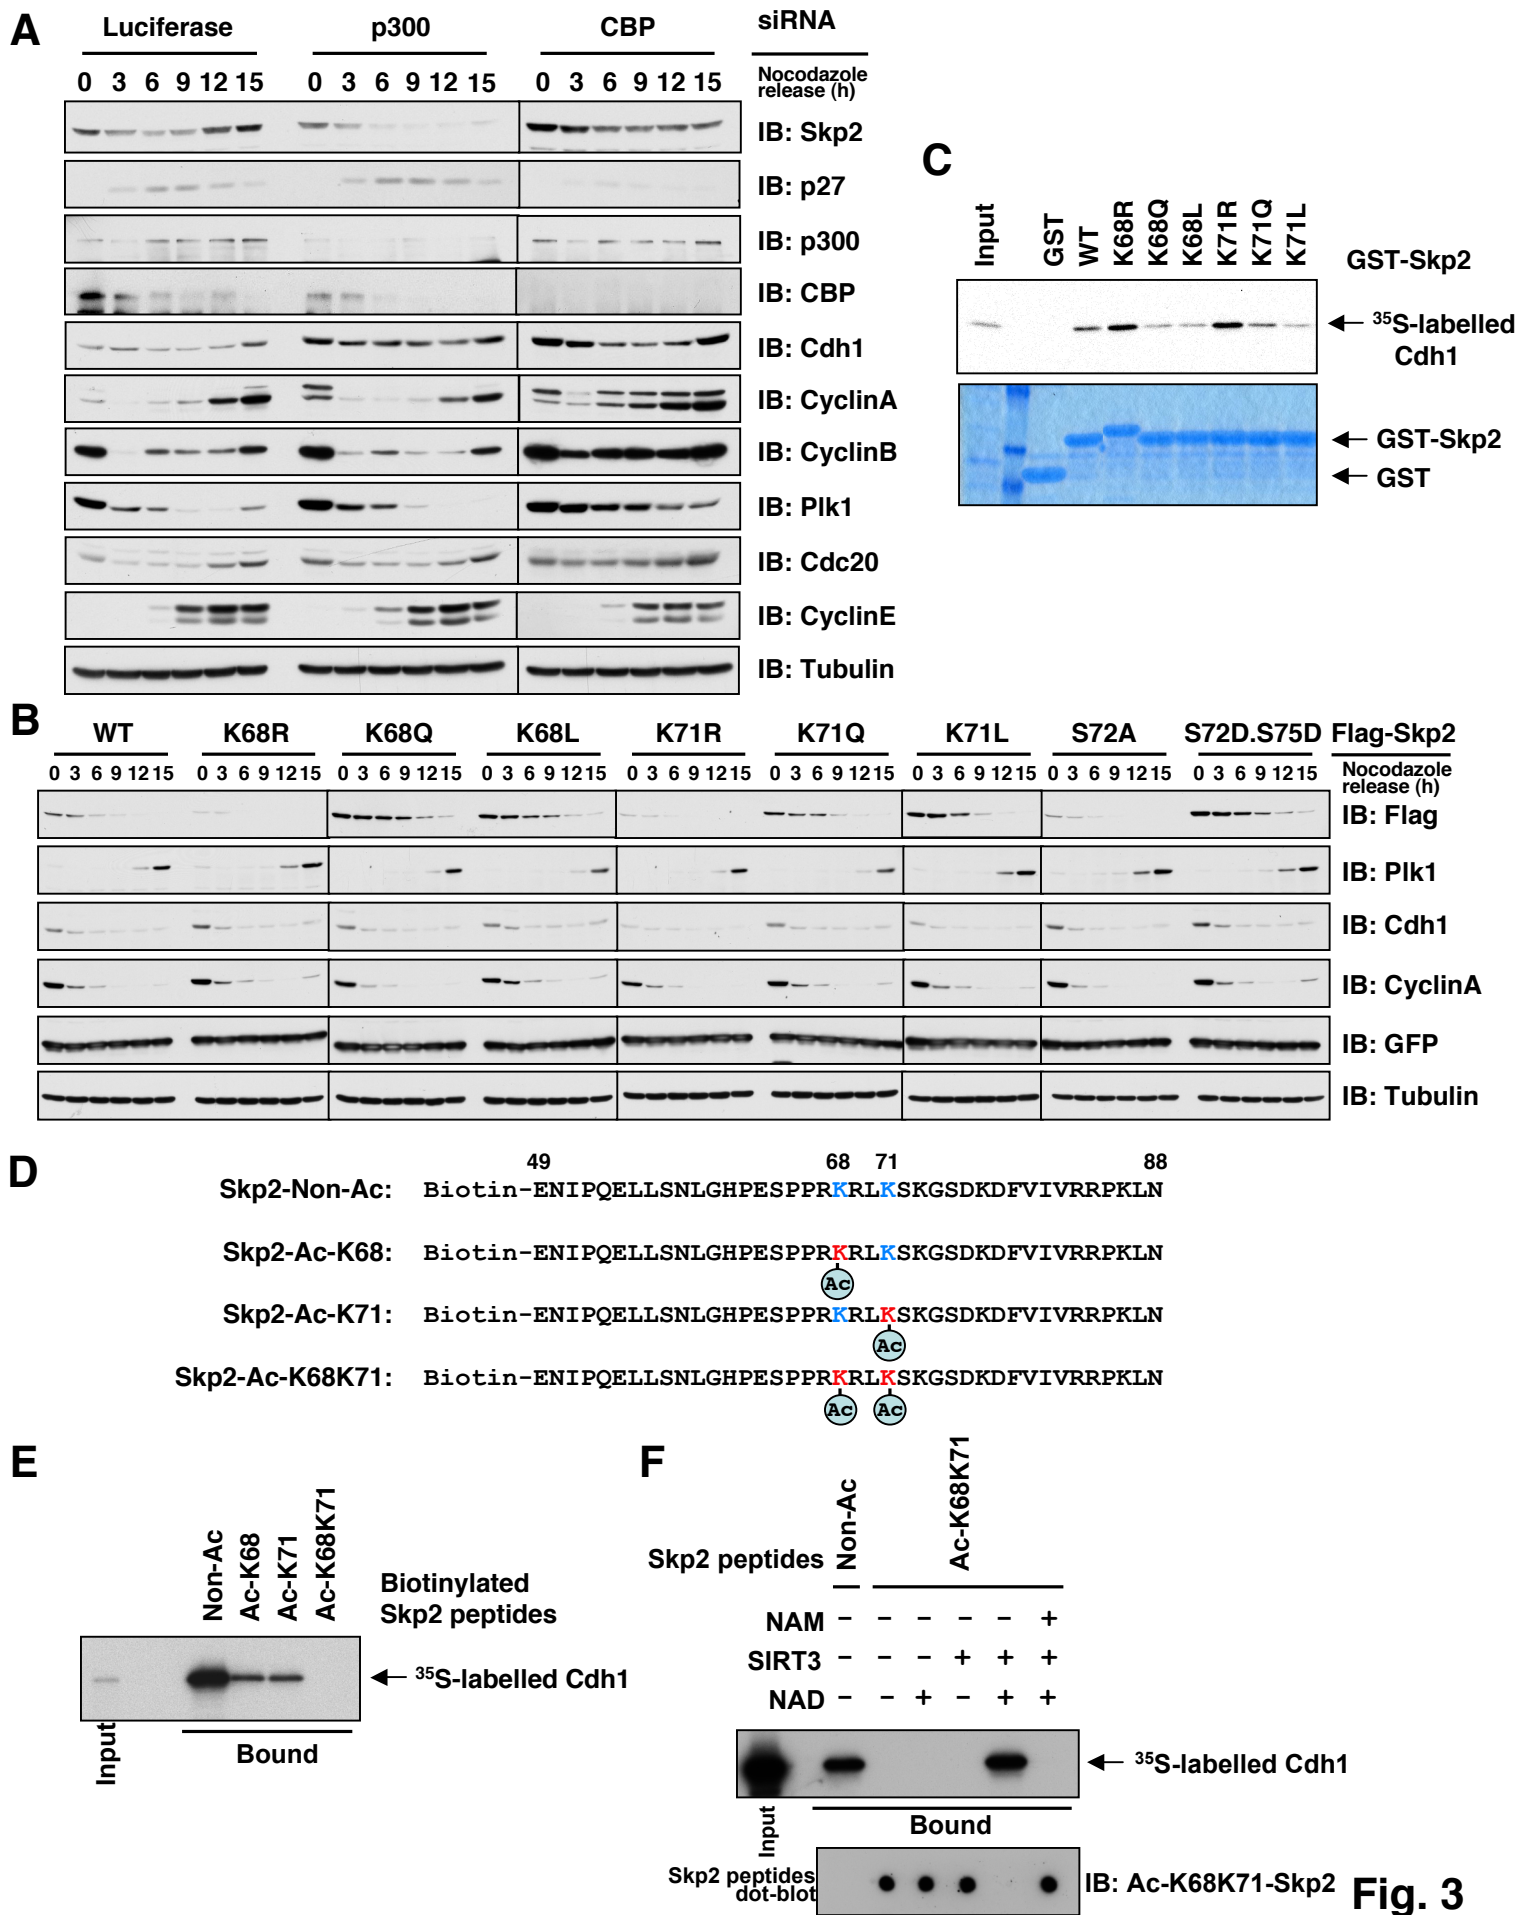 A
Luciferase p300 CBP siRNA
0 3 6 9 12 15 0 3 6 9 12 15 0 3 6 9 12 15 Nocodazole
release (h)
IB: Skp2
IB: p27
IB: p300
IB: CBP
IB: Cdh1
IB: CyclinA
IB: CyclinB
IB: Plk1
IB: Cdc20
IB: CyclinE
IB: Tubulin
C
Input GST WT K68R K68Q K68L K71R K71Q K71L GST-Skp2
35S-labelled
Cdh1
GST-Skp2
GST
B
WT K68R K68Q K68L K71R K71Q K71L S72A S72D.S75D Flag-Skp2
0 3 6 9 12 15 0 3 6 9 12 15 0 3 6 9 12 15 0 3 6 9 12 15 0 3 6 9 12 15 0 3 6 9 12 15 0 3 6 9 12 15 0 3 6 9 12 15 0 3 6 9 12 15 Nocodazole
release (h)
IB: Flag
IB: Plk1
IB: Cdh1
IB: CyclinA
IB: GFP
IB: Tubulin
D
49 68 71 88
Skp2-Non-Ac: Biotin-ENIPQELLSNLGHPESPPRKRLKSKGSDKDFVIVRRPKLN
Skp2-Ac-K68: Biotin-ENIPQELLSNLGHPESPPRKRLKSKGSDKDFVIVRRPKLN
Ac
Skp2-Ac-K71: Biotin-ENIPQELLSNLGHPESPPRKRLKSKGSDKDFVIVRRPKLN
Ac
Skp2-Ac-K68K71: Biotin-ENIPQELLSNLGHPESPPRKRLKSKGSDKDFVIVRRPKLN
Ac Ac
E
Non-Ac Ac-K68 Ac-K71 Ac-K68K71
Biotinylated
Skp2 peptides
35S-labelled Cdh1
Input
Bound
F
Skp2 peptides Non-Ac Ac-K68K71
NAM − − − − − +
SIRT3 − − − + + +
NAD − − + − + +
35S-labelled Cdh1
Input
Bound
Skp2 peptides
dot-blot
IB: Ac-K68K71-Skp2
Fig. 3